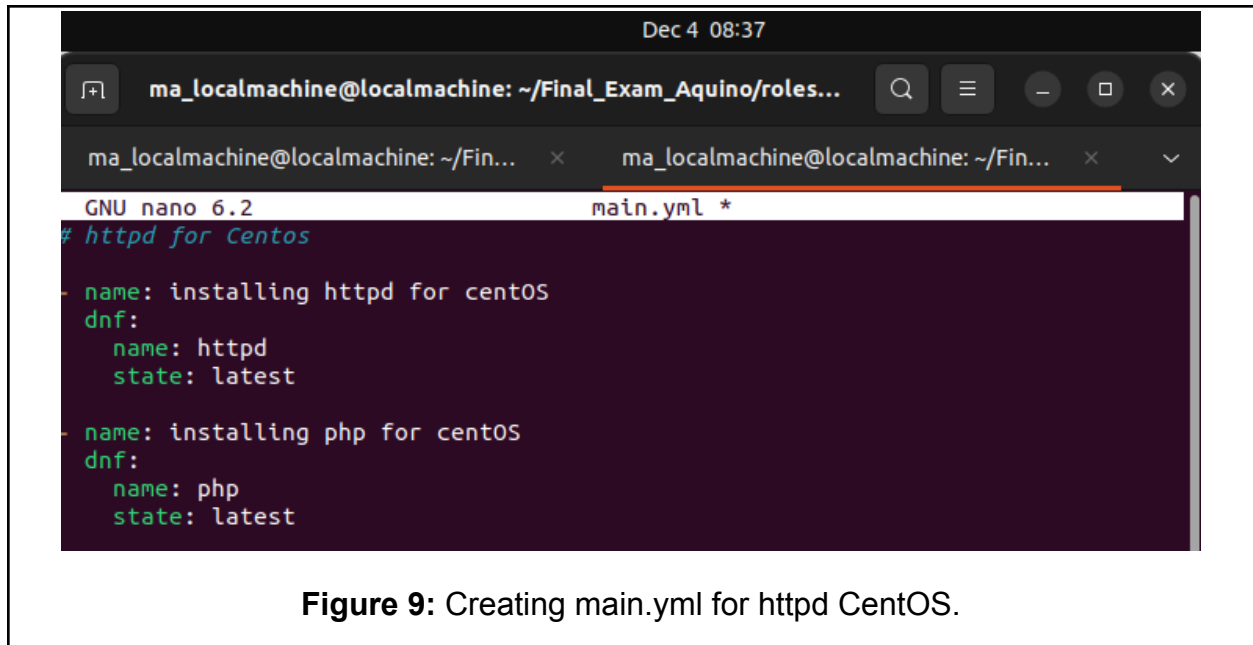 Dec 4 08:37
ma_localmachine@localmachine: ~/Final_Exam_Aquino/roles...
ma_localmachine@localmachine: ~/Fin...
ma_localmachine@localmachine: ~/Fin...
GNU nano 6.2 main.yml *
# httpd for Centos
- name: installing httpd for centOS
dnf:
name: httpd
state: latest
- name: installing php for centOS
dnf:
name: php
state: latest
Figure 9: Creating main.yml for httpd CentOS.